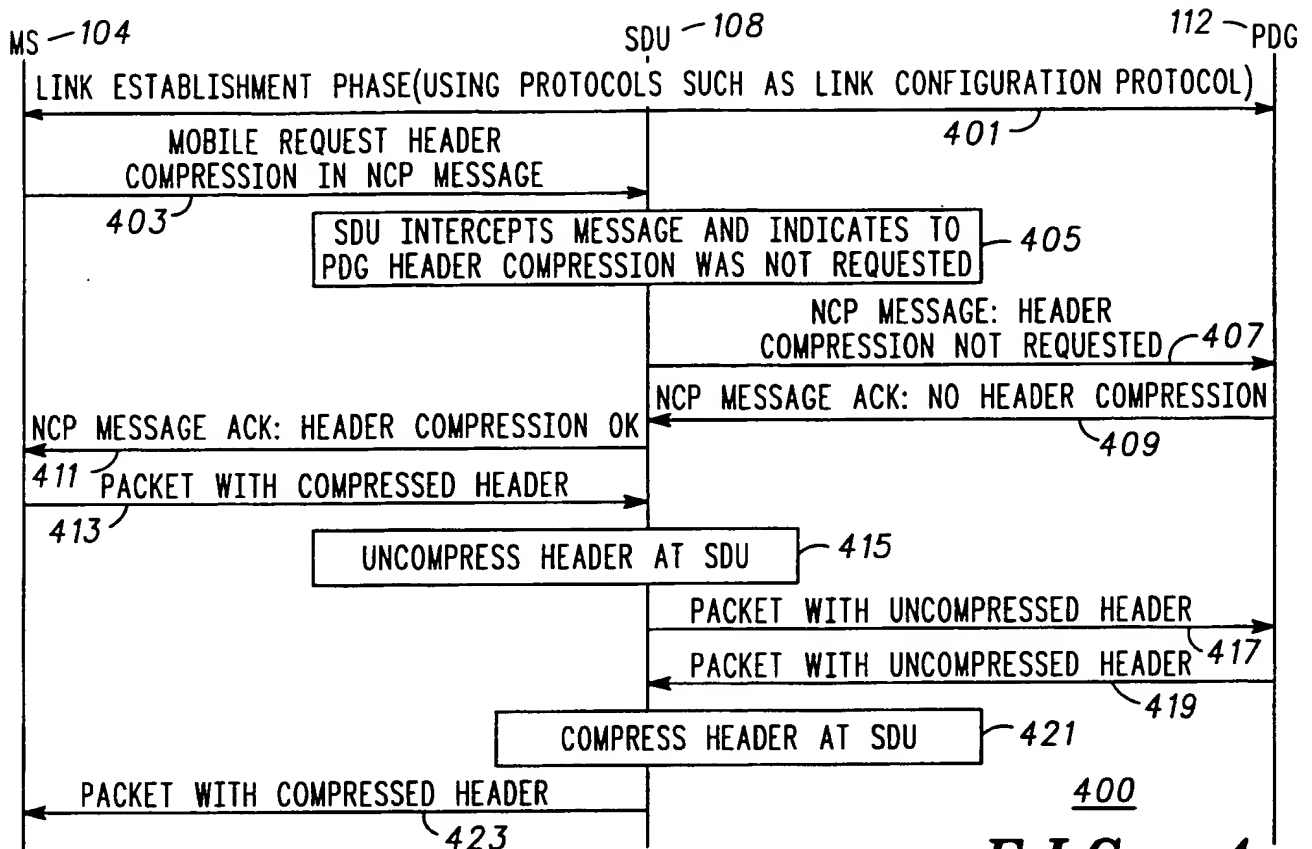 MS 104
SDU 108
112 PDG
LINK ESTABLISHMENT PHASE(USING PROTOCOLS SUCH AS LINK CONFIGURATION PROTOCOL)
401
MOBILE REQUEST HEADER
COMPRESSION IN NCP MESSAGE
403
SDU INTERCEPTS MESSAGE AND INDICATES TO
PDG HEADER COMPRESSION WAS NOT REQUESTED
405
NCP MESSAGE: HEADER
COMPRESSION NOT REQUESTED
407
NCP MESSAGE ACK: NO HEADER COMPRESSION
409
NCP MESSAGE ACK: HEADER COMPRESSION OK
411
PACKET WITH COMPRESSED HEADER
413
UNCOMPRESS HEADER AT SDU
415
PACKET WITH UNCOMPRESSED HEADER
417
PACKET WITH UNCOMPRESSED HEADER
419
COMPRESS HEADER AT SDU
421
PACKET WITH COMPRESSED HEADER
423
400